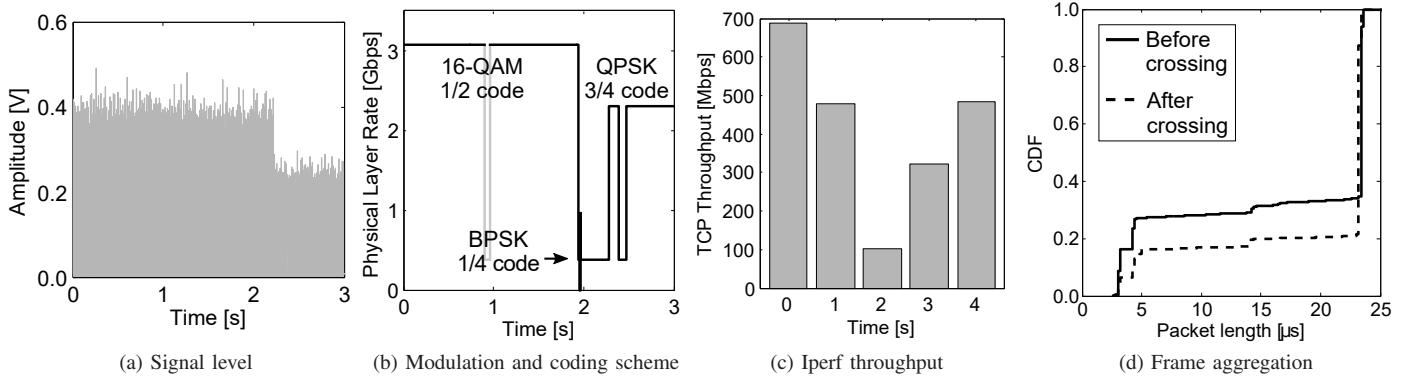 0.6
0.4
0.2
0.0
0
1
2
3
Amplitude [V]
Time [s]
(a) Signal level
3
2
1
0
0
1
2
3
Physical Layer Rate [Gbps]
16-QAM
1/2 code
QPSK
3/4 code
BPSK
1/4 code
Time [s]
(b) Modulation and coding scheme
700
600
500
400
300
200
100
0
0
1
2
3
4
TCP Throughput [Mbps]
Time [s]
(c) Iperf throughput
1.0
0.8
0.6
0.4
0.2
0.0
0
5
10
15
20
25
CDF
Before
crossing
After
crossing
Packet length [µs]
(d) Frame aggregation